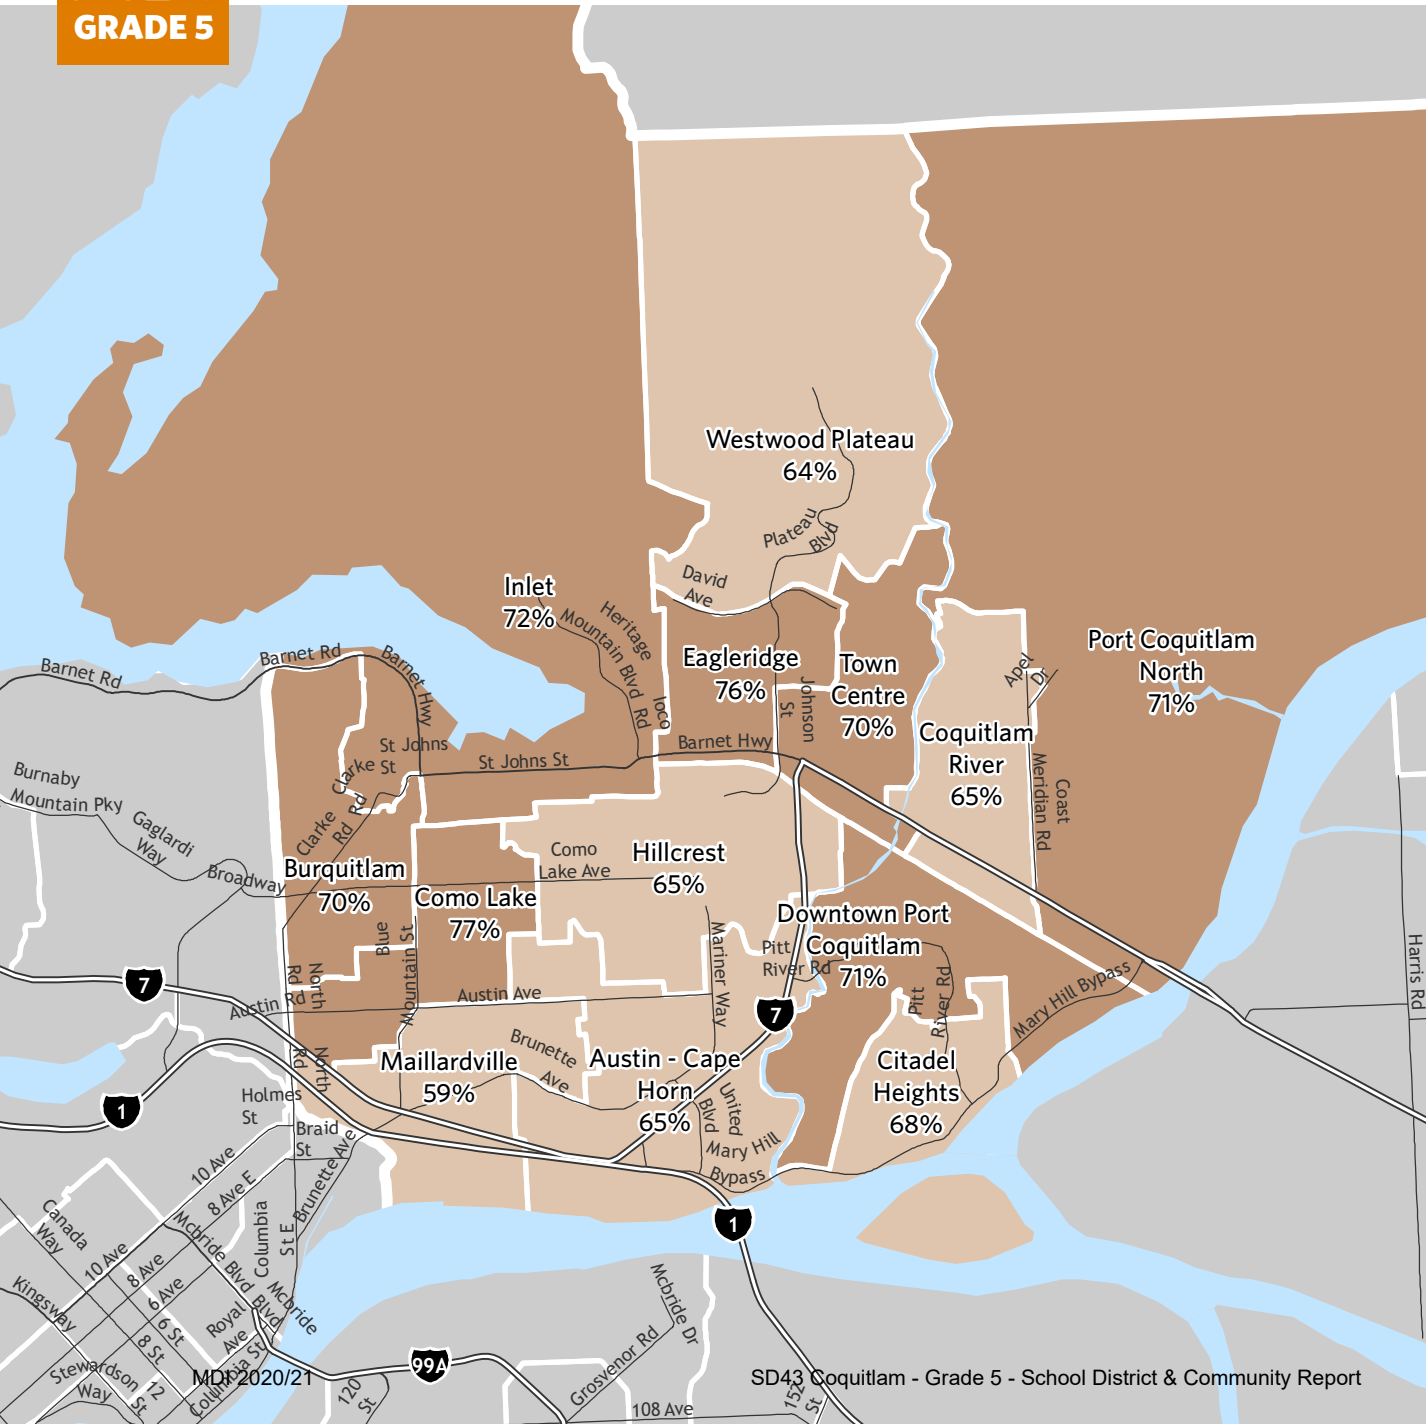 GRADE 5
Westwood Plateau
64%
Plateau
Blvd
David
Ave
Inlet
72%
Heritage
Mountain Blvd
Ioco
Rd
Eagleridge
76%
Town
Centre
70%
Johnson
St
Port Coquitlam
North
71%
Apel
Dr
Coquitlam
River
65%
Coast
Meridian Rd
Barnet Rd
Barnet Rd
Barnet Hwy
Barnet Hwy
St Johns
St
St Johns St
Clarke
Rd
Clarke
Rd
Burnaby
Mountain Pky
Gaglardi
Way
Broadway
Burquitlam
70%
Como Lake
77%
Como
Lake Ave
Hillcrest
65%
Blue
Mountain St
Mariner Way
Downtown Port
Coquitlam
71%
Pitt
River Rd
Pitt
River Rd
Mary Hill Bypass
Harris Rd
7
North
Rd
Austin Rd
Austin Ave
7
Maillardville
59%
Brunette
Ave
Austin - Cape
Horn
65%
Citadel
Heights
68%
United
Blvd
Mary Hill
Bypass
1
North
Rd
Holmes
St
Braid
St
10 Ave
8 Ave E
Brunette Ave
Columbia
St E
1
Canada
Way
10 Ave
8 Ave
6 Ave
Mcbride Blvd
Mcbride
Blvd
Kingsway
6 St
8 St
Royal
Ave
Stewardson
Way
12
St
Columbia St
99A
120
St
Mcbride Dr
Grosvenor Rd
108 Ave
152
St
MDI 2020/21
SD43 Coquitlam - Grade 5 - School District & Community Report